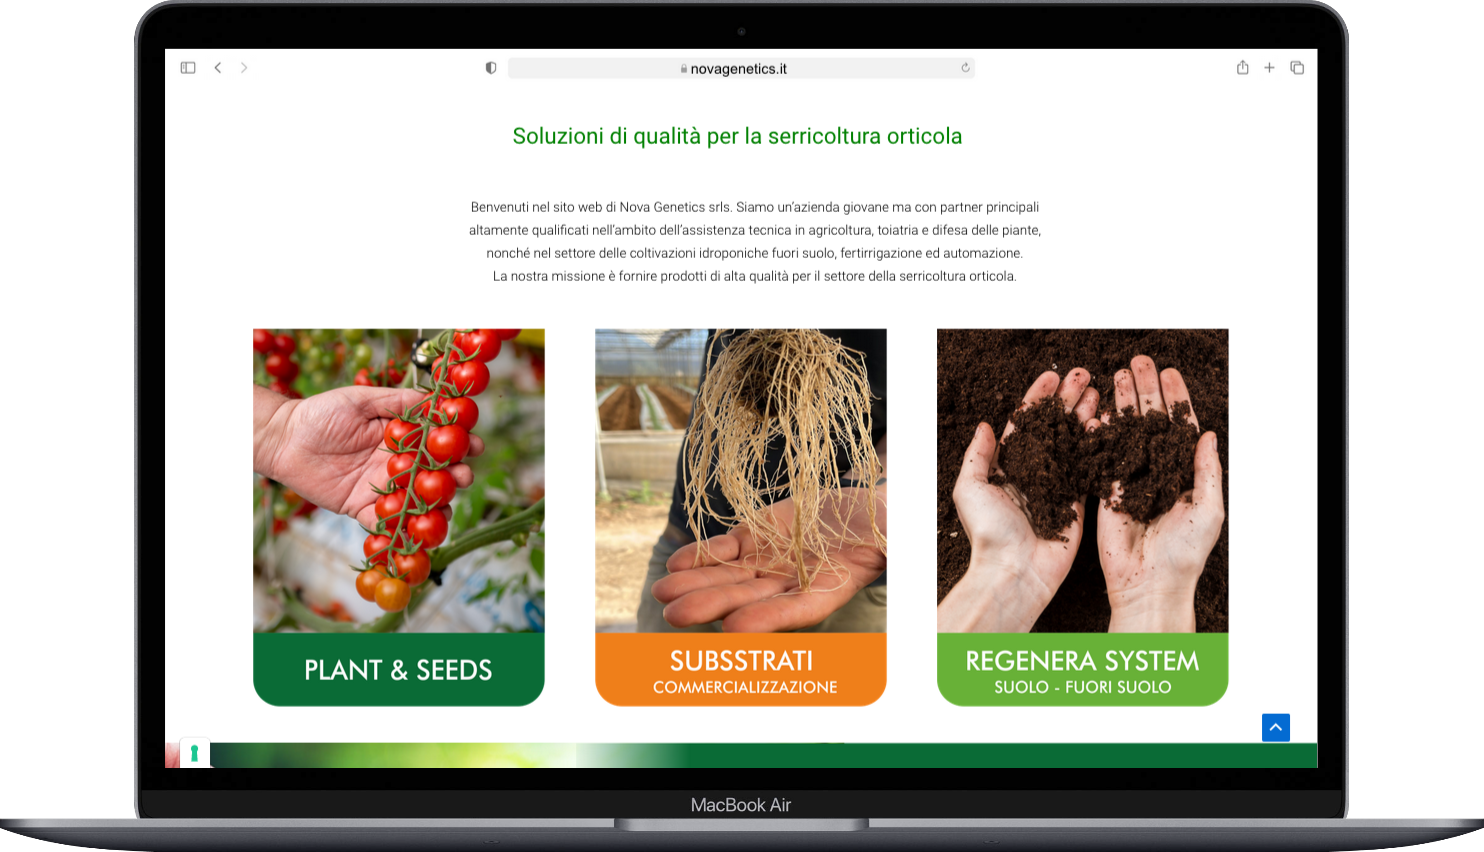 novagenetics.it
Soluzioni di qualità per la serricoltura orticola
Benvenuti nel sito web di Nova Genetics srls. Siamo un'azienda giovane ma con partner principali
altamente qualificati nell'ambito dell'assistenza tecnica in agricoltura, toiatria e difesa delle piante,
nonché nel settore delle coltivazioni idroponiche fuori suolo, fertirrigazione ed automazione.
La nostra missione è fornire prodotti di alta qualità per il settore della serricoltura orticola.
PLANT & SEEDS
SUBSSTRATI
COMMERCIALIZZAZIONE
REGENERA SYSTEM
SUOLO - FUORI SUOLO
MacBook Air